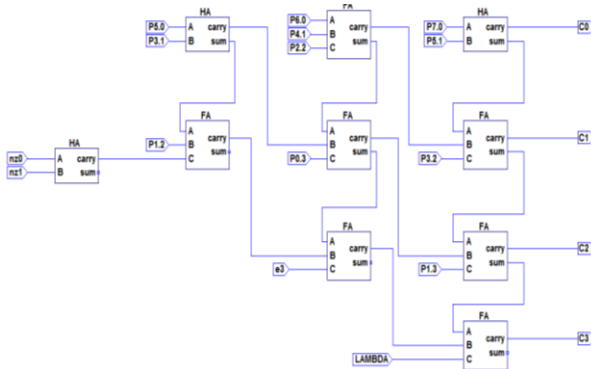 HA FA HA
P5.0 A carry P6.0 A carry P7.0 A carry C0
P3.1 B sum P4.1 B sum P5.1 B sum
P2.2 C
FA FA FA
A carry A carry A carry C1
P1.2 B sum B sum B sum
C P0.3 C P3.2 C
HA
nz0 A carry
nz1 B sum
FA FA
A carry A carry C2
B sum B sum
e3 C P1.3 C
FA
A carry C3
B sum
LAMBDA C